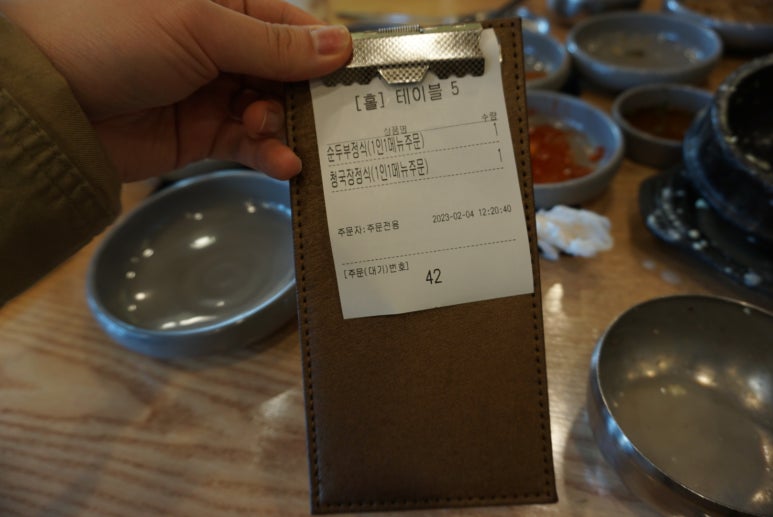 [홀] 테이블 5
상품명 수량
순두부정식(1인1메뉴주문) 1
청국장정식(1인1메뉴주문) 1
주문자:주문전용 2023-02-04 12:20:40
[주문(대기)번호]
42